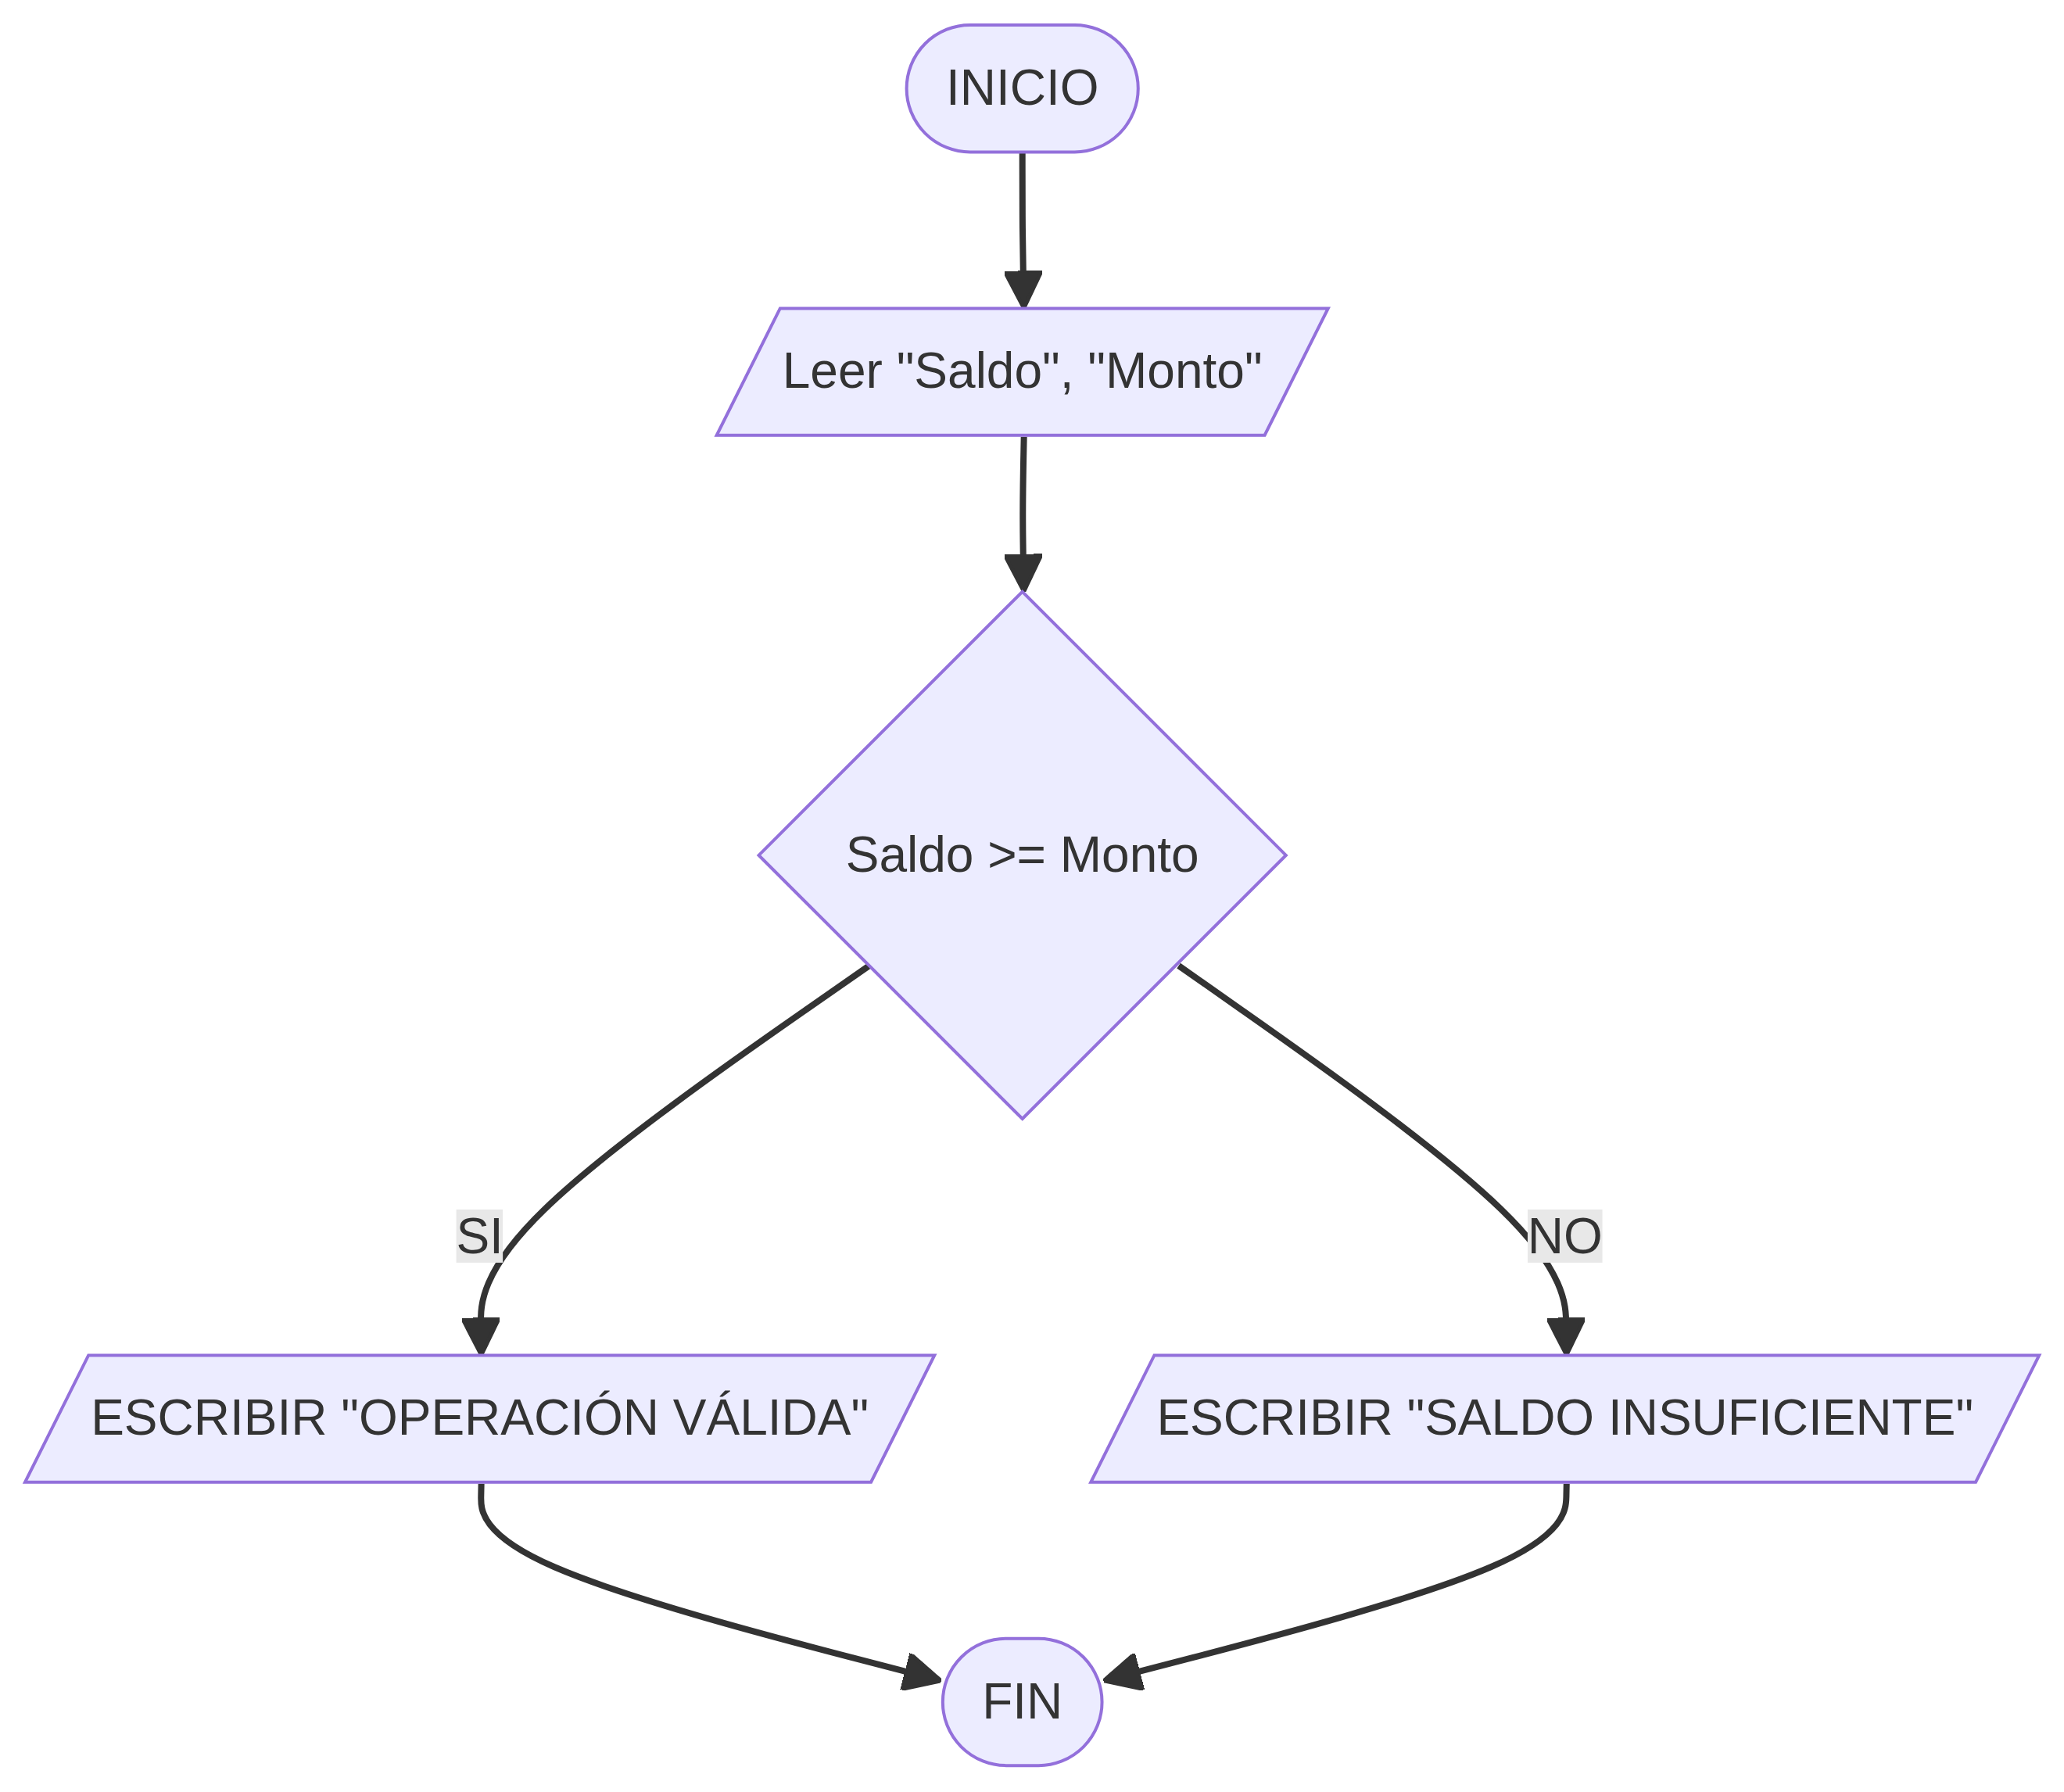 INICIO
Leer "Saldo", "Monto"
Saldo >= Monto
SI
NO
ESCRIBIR "OPERACIÓN VÁLIDA"
ESCRIBIR "SALDO INSUFICIENTE"
FIN